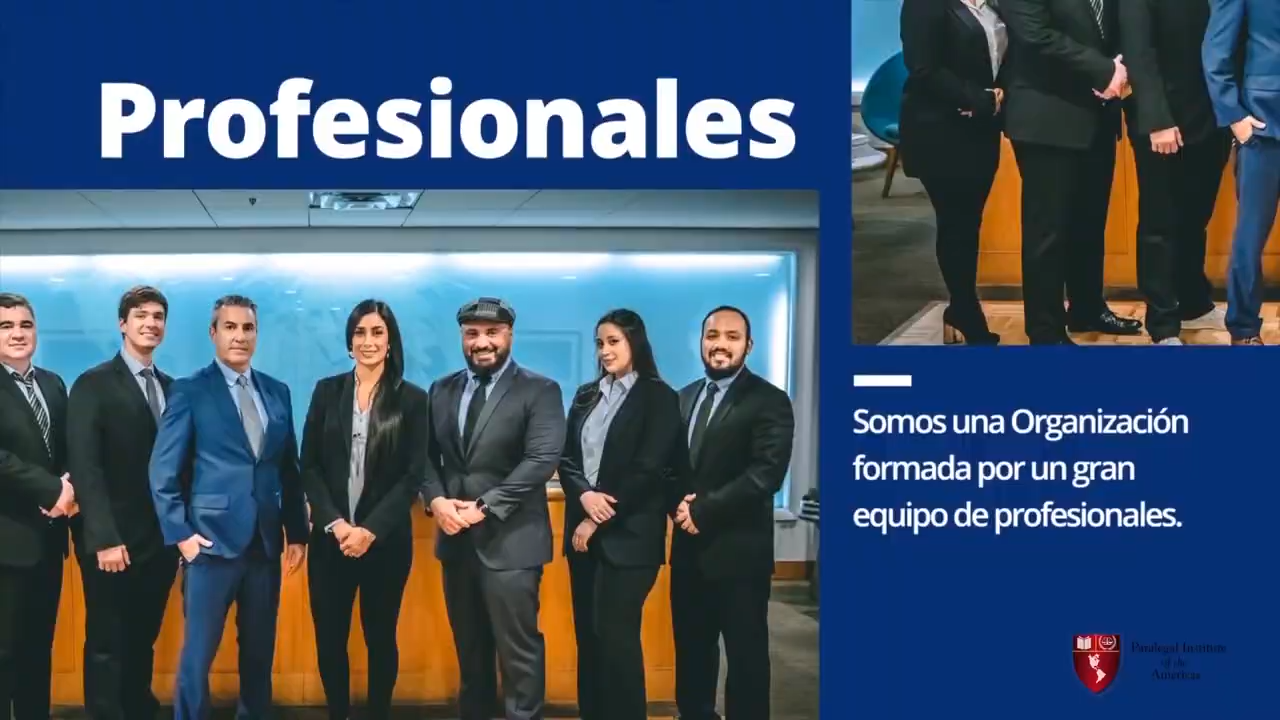 Profesionales
Somos una Organización
formada por un gran
equipo de profesionales.
Paralegal Institute
of the
Americas